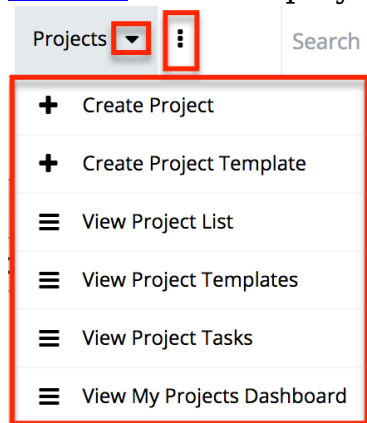 Projects
Search
Create Project
Create Project Template
View Project List
View Project Templates
View Project Tasks
View My Projects Dashboard